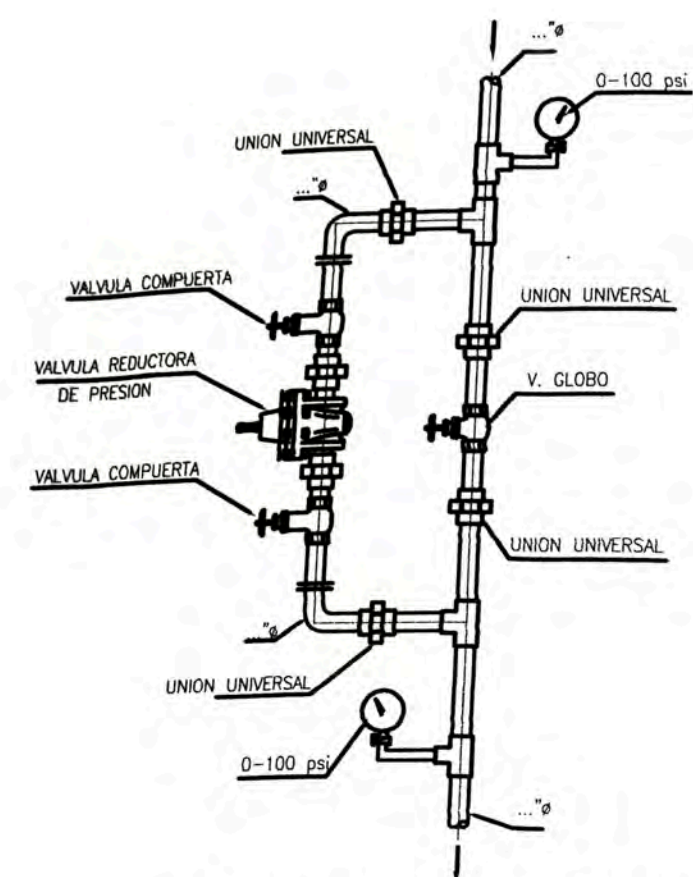 ..."ø
0-100 psi
UNION UNIVERSAL
..."ø
VALVULA COMPUERTA
UNION UNIVERSAL
VALVULA REDUCTORA
DE PRESION
V. GLOBO
VALVULA COMPUERTA
UNION UNIVERSAL
..."ø
UNION UNIVERSAL
0-100 psi
..."ø